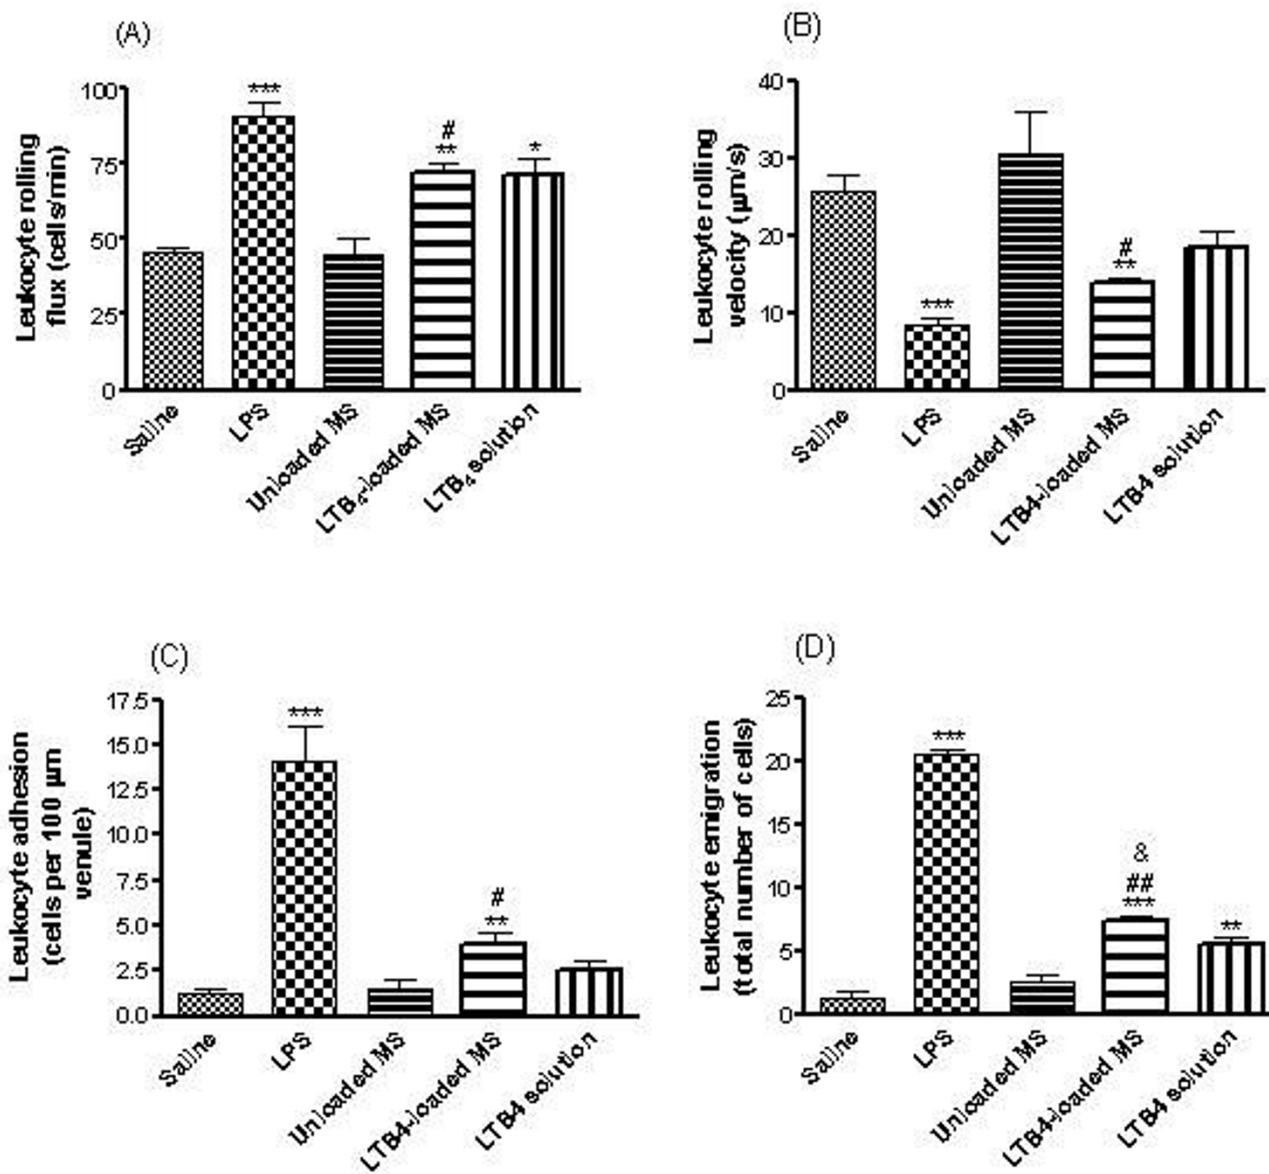 (A)
Leukocyte rolling
flux (cells/min)
100
75
50
25
0
***
#
**
*
Saline
LPS
Unloaded MS
LTB₄-loaded MS
LTB₄ solution
(B)
Leukocyte rolling
velocity (µm/s)
40
30
20
10
0
***
#
**
Saline
LPS
Unloaded MS
LTB4-loaded MS
LTB4 solution
(C)
Leukocyte adhesion
(cells per 100 µm
venule)
17.5
15.0
12.5
10.0
7.5
5.0
2.5
0.0
***
#
**
Saline
LPS
Unloaded MS
LTB4-loaded MS
LTB4 solution
(D)
Leukocyte emigration
(total number of cells)
25
20
15
10
5
0
***
&
##
***
**
Saline
LPS
Unloaded MS
LTB4-loaded MS
LTB4 solution